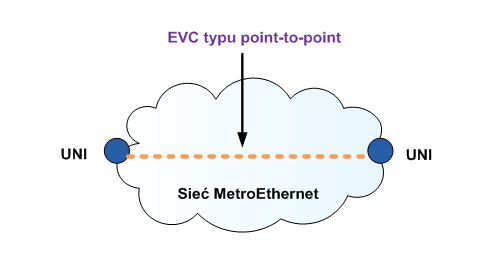 EVC typu point-to-point
UNI
UNI
Sieć MetroEthernet